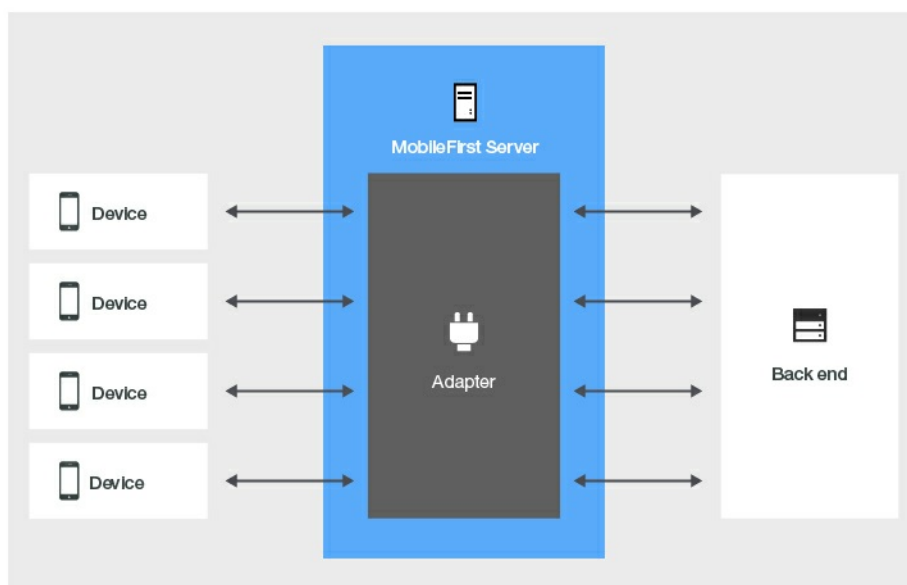 MobileFirst Server
Device
Device
Device
Device
Adapter
Back end